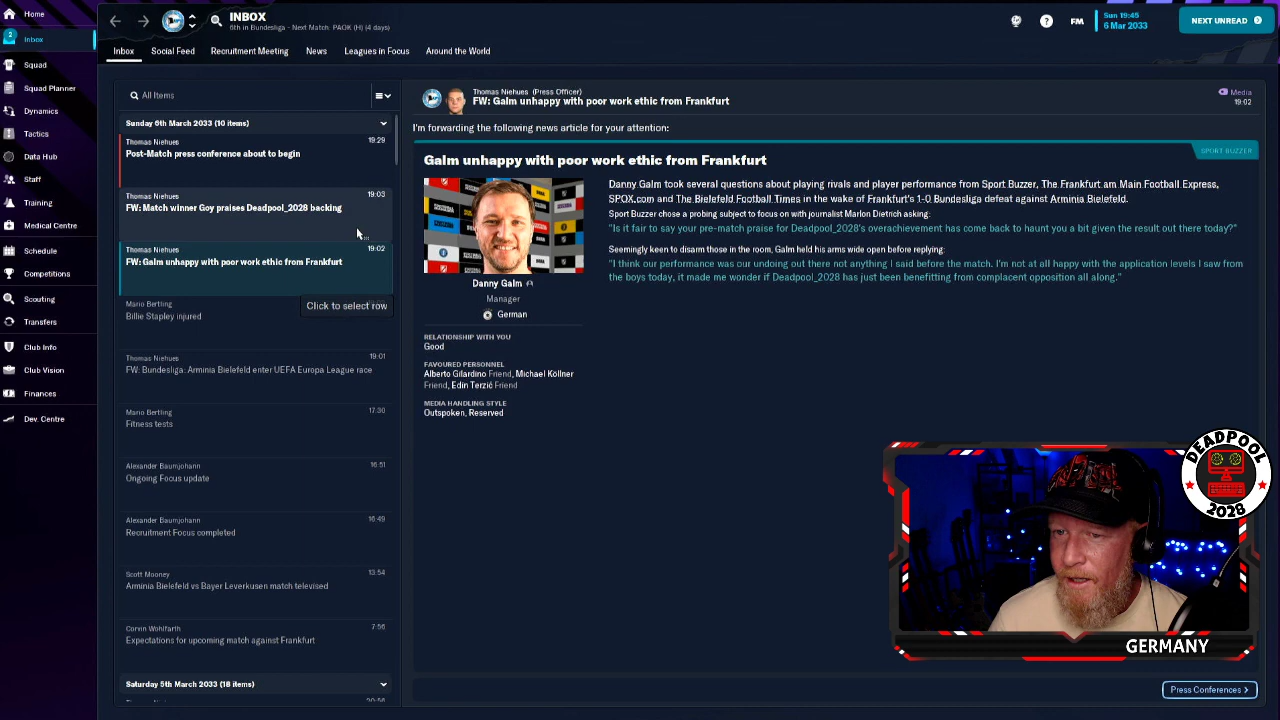 Home
2
Inbox
Squad
Squad Planner
Dynamics
Tactics
Data Hub
Staff
Training
Medical Centre
Schedule
Competitions
Scouting
Transfers
Club Info
Club Vision
Finances
Dev. Centre
INBOX
6th in Bundesliga - Next Match: PAOK (H) (4 days)
FM
Sun 19:45
6 Mar 2033
NEXT UNREAD
Inbox
Social Feed
Recruitment Meeting
News
Leagues in Focus
Around the World
All Items
Sunday 6th March 2033 (10 items)
Thomas Niehues
19:29
Post-Match press conference about to begin
Thomas Niehues
19:03
FW: Match winner Goy praises Deadpool_2028 backing
Thomas Niehues
19:02
FW: Galm unhappy with poor work ethic from Frankfurt
Mario Bertling
Billie Stapley injured
Click to select row
Thomas Niehues
19:01
FW: Bundesliga: Arminia Bielefeld enter UEFA Europa League race
Mario Bertling
17:30
Fitness tests
Alexander Baumjohann
16:51
Ongoing Focus update
Alexander Baumjohann
16:49
Recruitment Focus completed
Scott Mooney
13:54
Arminia Bielefeld vs Bayer Leverkusen match televised
Corvin Wohlfarth
7:56
Expectations for upcoming match against Frankfurt
Saturday 5th March 2033 (18 items)
Thomas Niehues (Press Officer)
FW: Galm unhappy with poor work ethic from Frankfurt
Media
19:02
I'm forwarding the following news article for your attention:
SPORT BUZZER
Galm unhappy with poor work ethic from Frankfurt
Danny Galm
Manager
German
RELATIONSHIP WITH YOU
Good
FAVOURED PERSONNEL
Alberto Gilardino Friend, Michael Köllner
Friend, Edin Terzić Friend
MEDIA HANDLING STYLE
Outspoken, Reserved
Danny Galm took several questions about playing rivals and player performance from Sport Buzzer, The Frankfurt am Main Football Express,
SPOX.com and The Bielefeld Football Times in the wake of Frankfurt's 1-0 Bundesliga defeat against Arminia Bielefeld.
Sport Buzzer chose a probing subject to focus on with journalist Marlon Dietrich asking:
"Is it fair to say your pre-match praise for Deadpool_2028's overachievement has come back to haunt you a bit given the result out there today?"
Seemingly keen to disarm those in the room, Galm held his arms wide open before replying:
"I think our performance was our undoing out there not anything I said before the match. I'm not at all happy with the application levels I saw from
the boys today, it made me wonder if Deadpool_2028 has just been benefitting from complacent opposition all along."
DEADPOOL
2028
GERMANY
Press Conferences